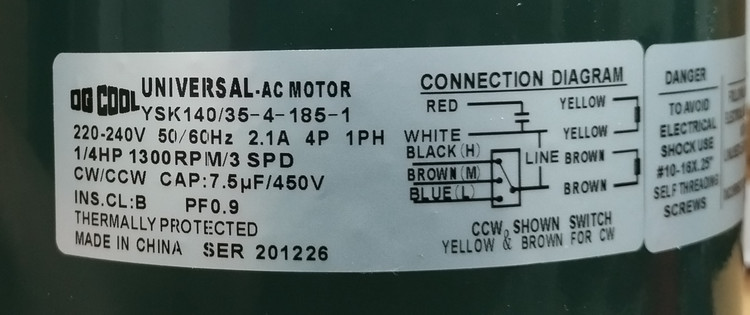 OQ COOL UNIVERSAL-AC MOTOR
YSK140/35-4-185-1
220-240V 50/60Hz 2.1A 4P 1PH
1/4HP 1300RPM/3 SPD
CW/CCW CAP:7.5µF/450V
INS.CL:B PF0.9
THERMALLY PROTECTED
MADE IN CHINA SER 201226
CONNECTION DIAGRAM
RED YELLOW
WHITE YELLOW
BLACK(H) LINE BROWN
BROWN(M)
BLUE(L) BROWN
CCW SHOWN SWITCH
YELLOW & BROWN FOR CW
DANGER
TO AVOID
ELECTRICAL
SHOCK USE
#10-16X.25"
SELF THREADING
SCREWS